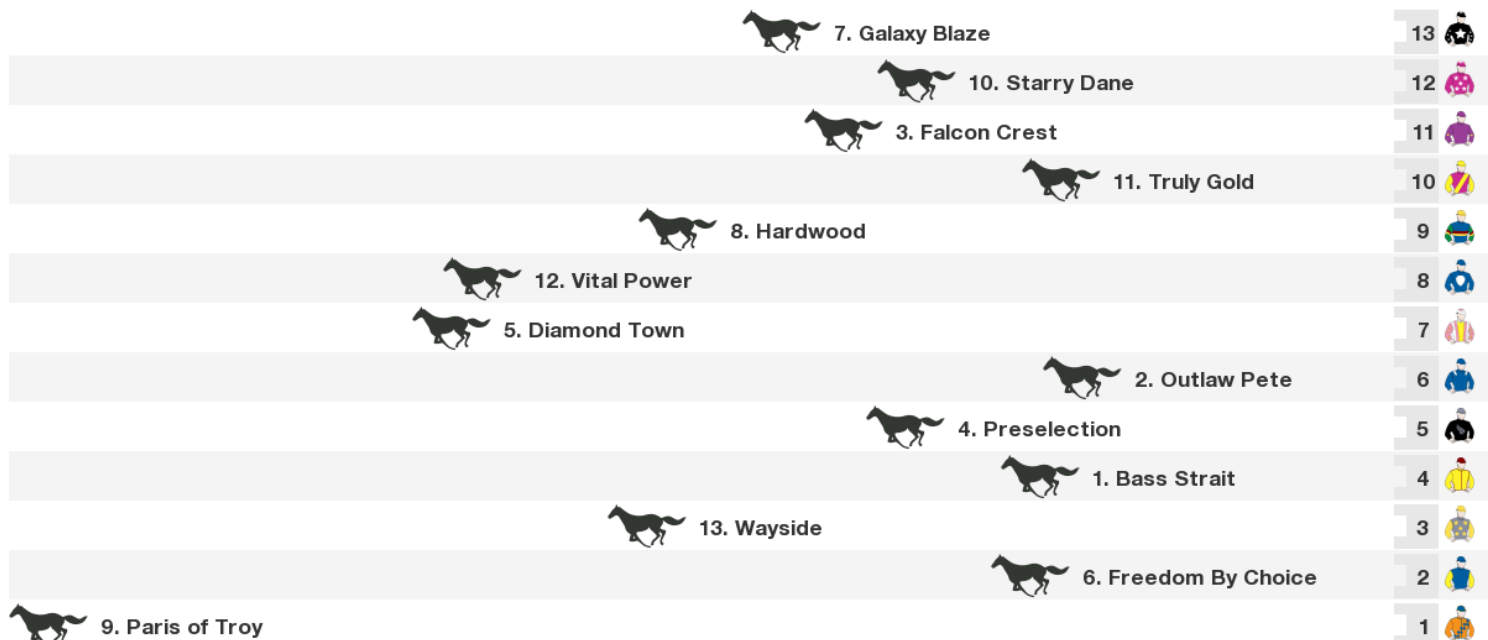 7. Galaxy Blaze 13
10. Starry Dane 12
3. Falcon Crest 11
11. Truly Gold 10
8. Hardwood 9
12. Vital Power 8
5. Diamond Town 7
2. Outlaw Pete 6
4. Preselection 5
1. Bass Strait 4
13. Wayside 3
6. Freedom By Choice 2
9. Paris of Troy 1